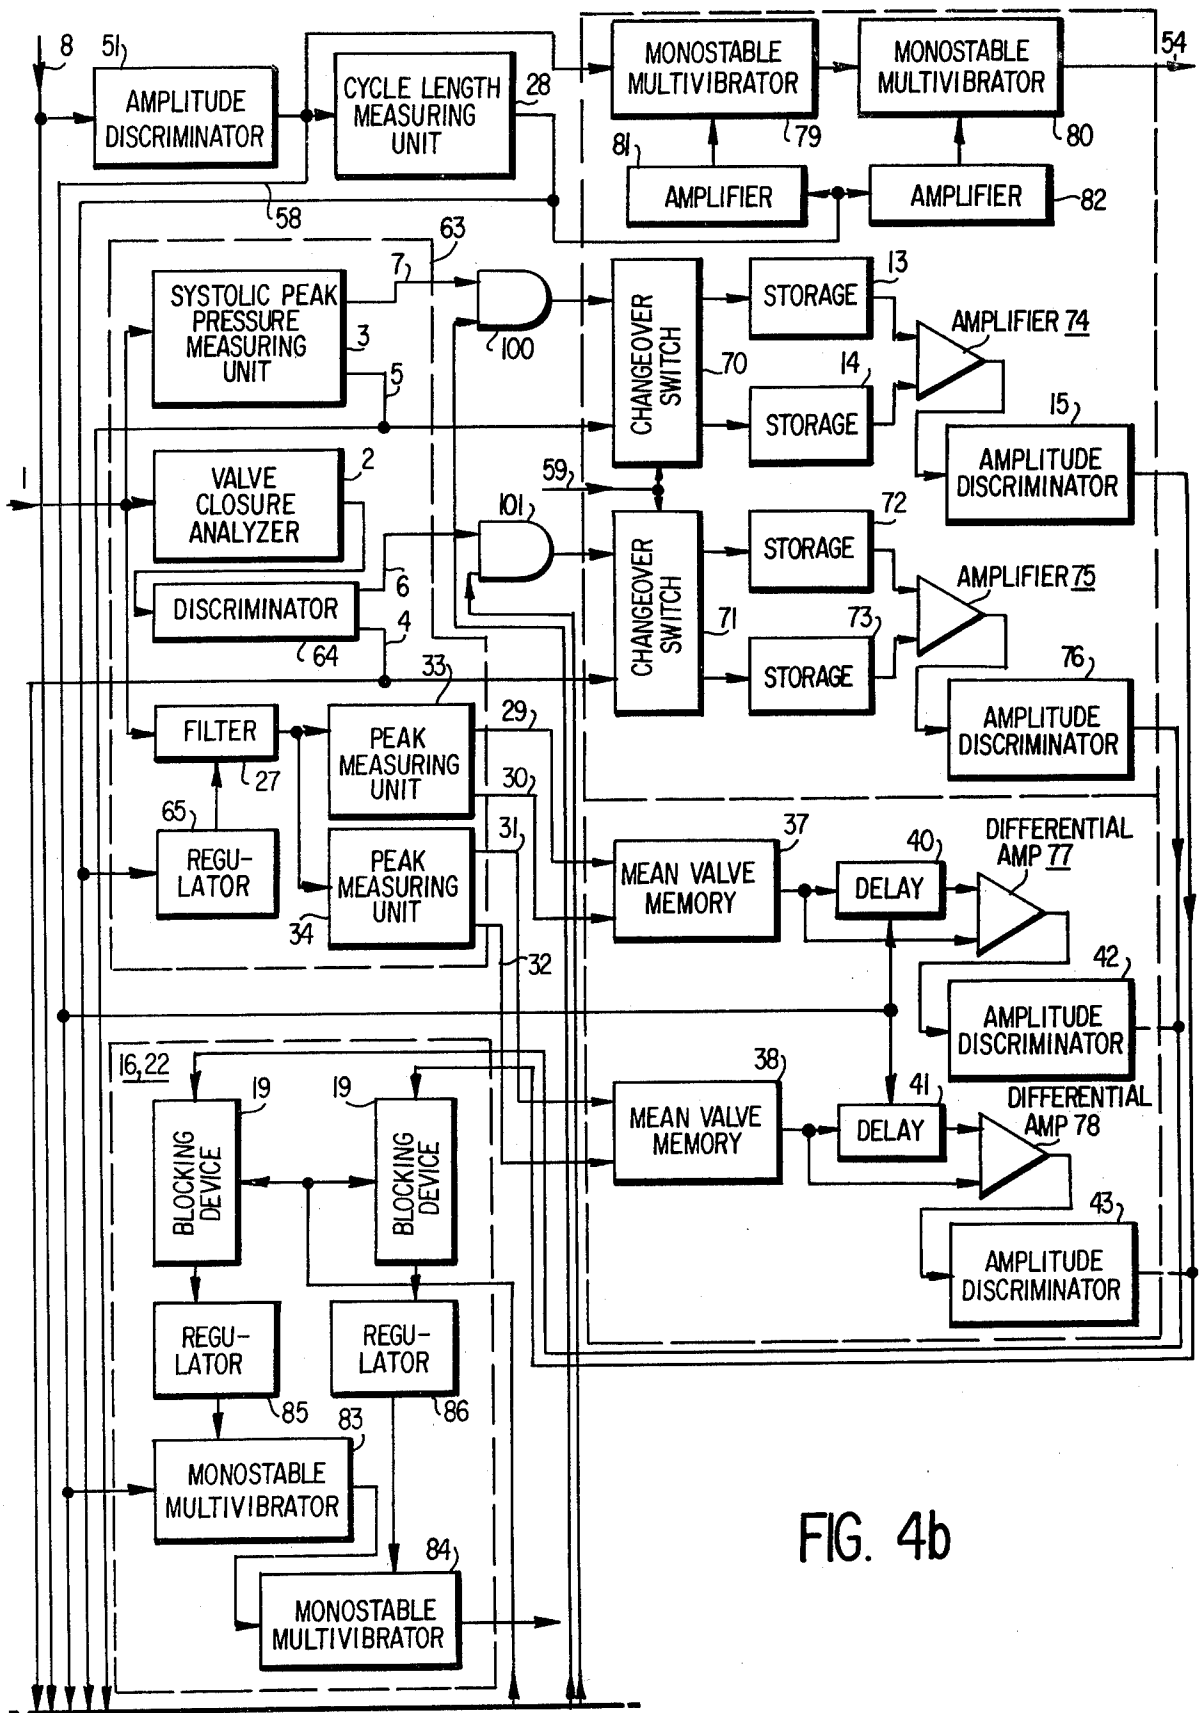 8
51
AMPLITUDE
DISCRIMINATOR
58
CYCLE LENGTH
MEASURING
UNIT
28
MONOSTABLE
MULTIVIBRATOR
79
MONOSTABLE
MULTIVIBRATOR
80
54
81
AMPLIFIER
AMPLIFIER
82
63
7
SYSTOLIC PEAK
PRESSURE
MEASURING
UNIT
3
5
100
CHANGEOVER
SWITCH
70
STORAGE
13
14
STORAGE
AMPLIFIER 74
15
AMPLITUDE
DISCRIMINATOR
1
VALVE
CLOSURE
ANALYZER
2
59
101
6
DISCRIMINATOR
64
4
CHANGEOVER
SWITCH
71
STORAGE
72
73
STORAGE
AMPLIFIER 75
76
AMPLITUDE
DISCRIMINATOR
FILTER
27
33
PEAK
MEASURING
UNIT
29
30
65
REGU-
LATOR
PEAK
MEASURING
UNIT
34
31
32
37
MEAN VALVE
MEMORY
40
DELAY
DIFFERENTIAL
AMP 77
42
AMPLITUDE
DISCRIMINATOR
16,22
19
BLOCKING
DEVICE
19
BLOCKING
DEVICE
38
MEAN VALVE
MEMORY
41
DELAY
DIFFERENTIAL
AMP 78
43
AMPLITUDE
DISCRIMINATOR
REGU-
LATOR
85
REGU-
LATOR
86
83
MONOSTABLE
MULTIVIBRATOR
84
MONOSTABLE
MULTIVIBRATOR
FIG. 4b